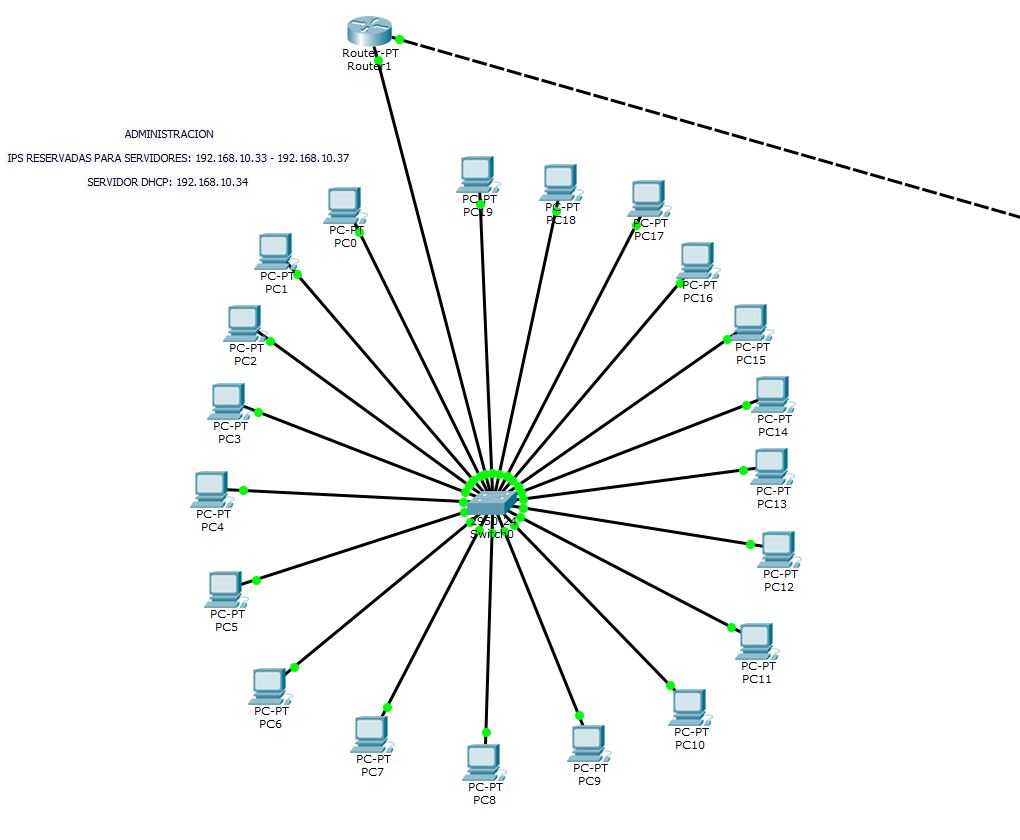 Router-PT
Router1
ADMINISTRACION
IPS RESERVADAS PARA SERVIDORES: 192.168.10.33 - 192.168.10.37
SERVIDOR DHCP: 192.168.10.34
PC-PT
PC19
PC-PT
PC18
PC-PT
PC17
PC-PT
PC0
PC-PT
PC16
PC-PT
PC1
PC-PT
PC15
PC-PT
PC2
PC-PT
PC14
PC-PT
PC3
PC-PT
PC13
PC-PT
PC4
2950-24
Switch0
PC-PT
PC12
PC-PT
PC5
PC-PT
PC11
PC-PT
PC6
PC-PT
PC10
PC-PT
PC7
PC-PT
PC9
PC-PT
PC8